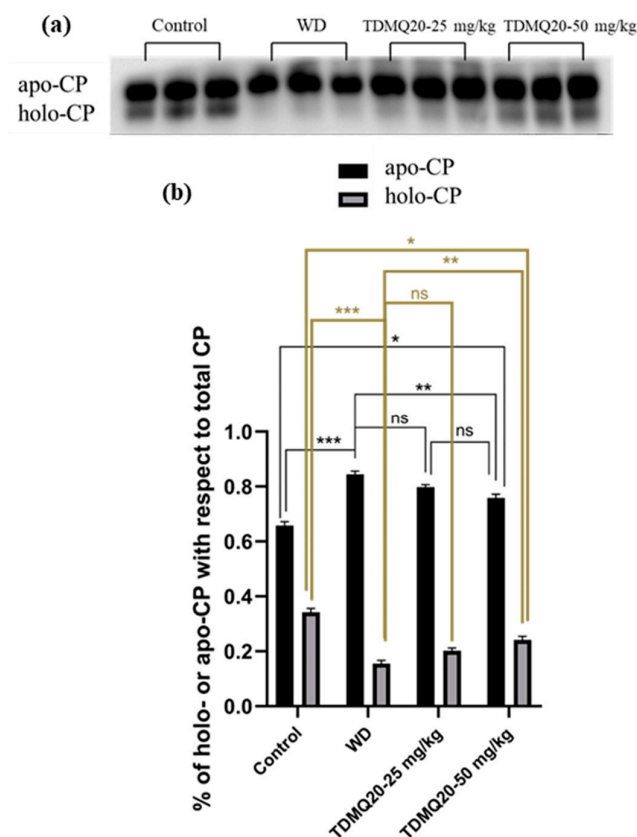 (a)
Control WD TDMQ20-25 mg/kg TDMQ20-50 mg/kg
apo-CP
holo-CP
(b)
apo-CP
holo-CP
*
**
ns
***
*
**
ns
ns
***
% of holo- or apo-CP with respect to total CP
1.0
0.8
0.6
0.4
0.2
0.0
Control
WD
TDMQ20-25 mg/kg
TDMQ20-50 mg/kg